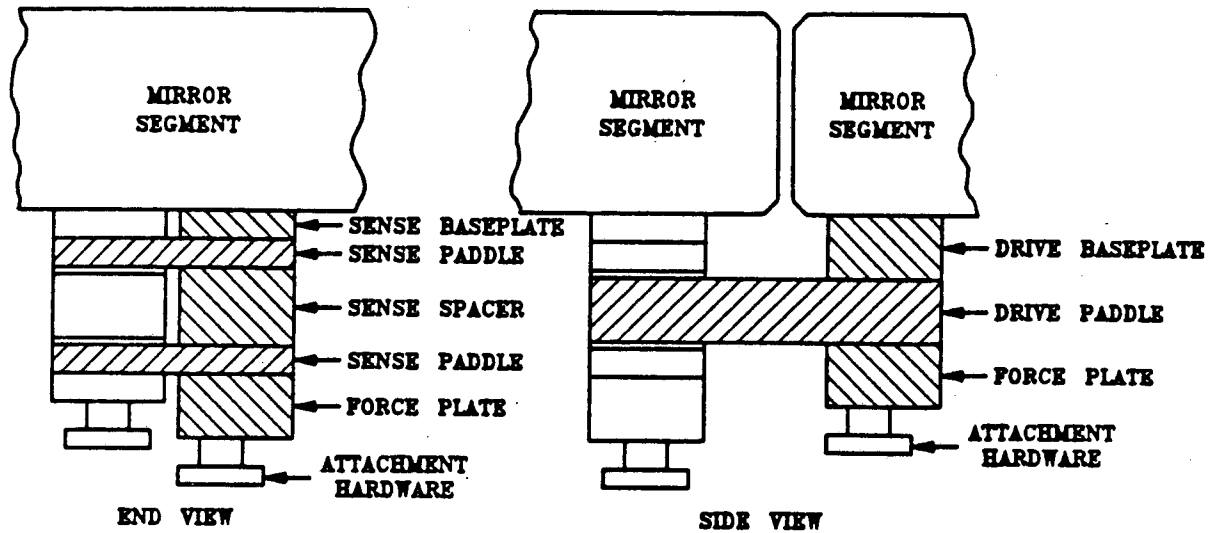 MIRROR
SEGMENT
SENSE BASEPLATE
SENSE PADDLE
SENSE SPACER
SENSE PADDLE
FORCE PLATE
ATTACHMENT
HARDWARE
END VIEW
MIRROR
SEGMENT
MIRROR
SEGMENT
DRIVE BASEPLATE
DRIVE PADDLE
FORCE PLATE
ATTACHMENT
HARDWARE
SIDE VIEW